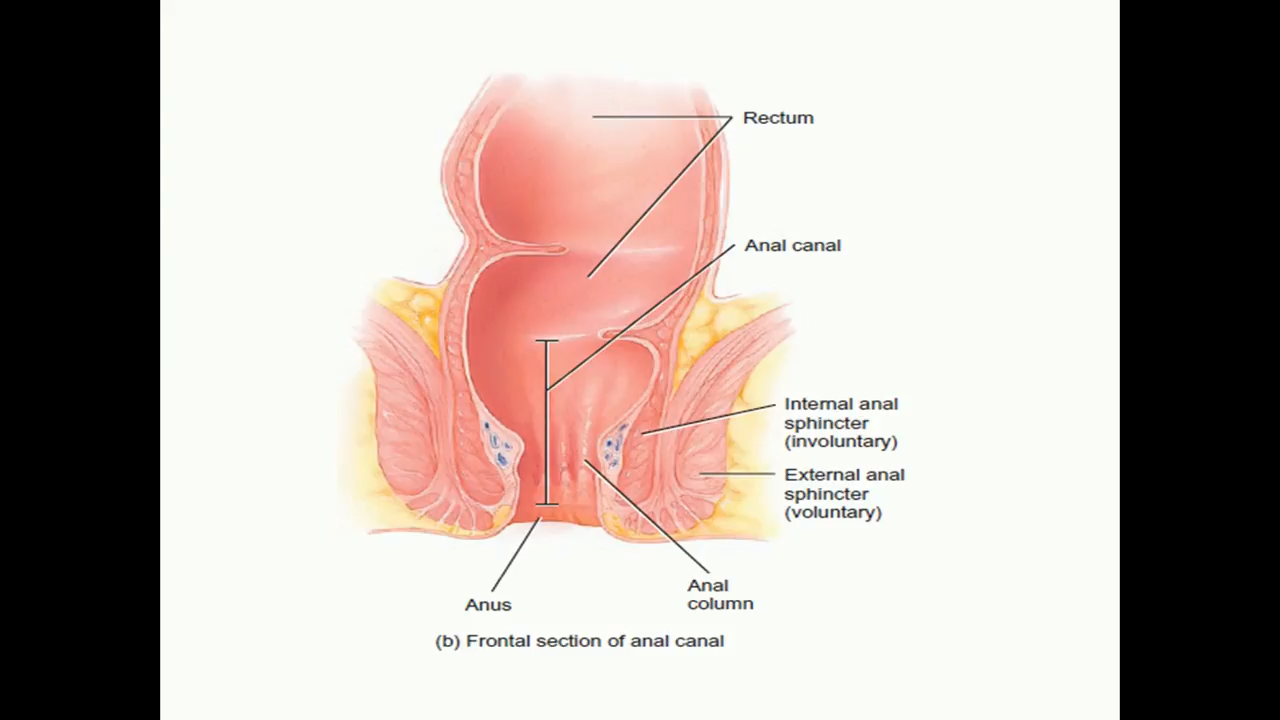 Rectum
Anal canal
Internal anal
sphincter
(involuntary)
External anal
sphincter
(voluntary)
Anal
column
Anus
(b) Frontal section of anal canal